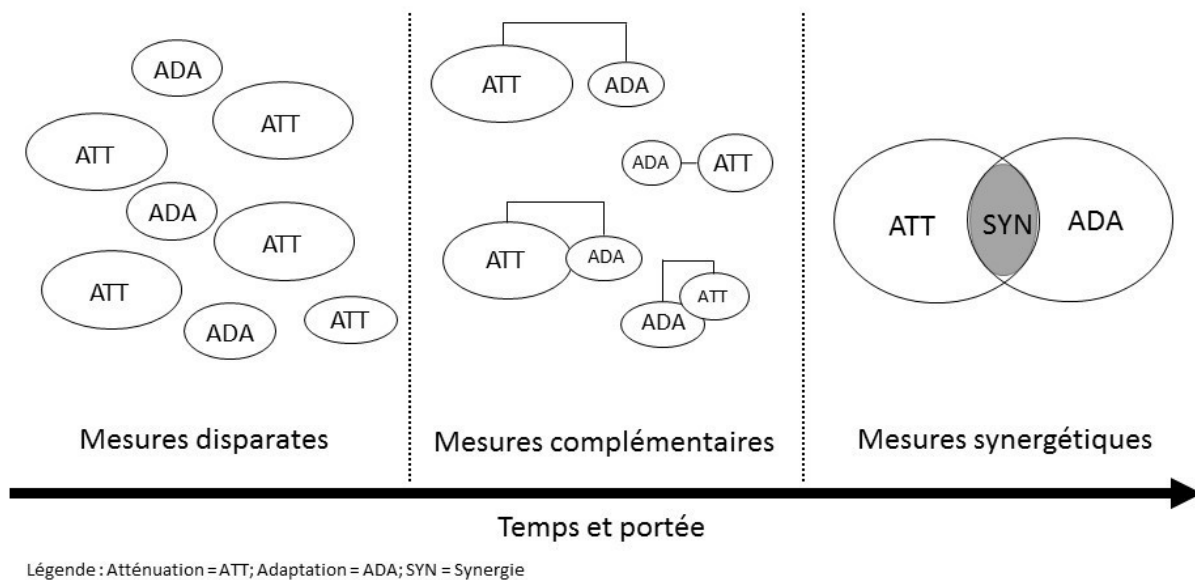 ADA
ATT
ATT
ADA
ATT
ATT
ADA
ATT
Mesures disparates
ATT
ADA
ADA
ATT
ATT
ADA
ATT
ADA
Mesures complémentaires
ATT
SYN
ADA
Mesures synergétiques
Temps et portée
Légende : Atténuation = ATT; Adaptation = ADA; SYN = Synergie